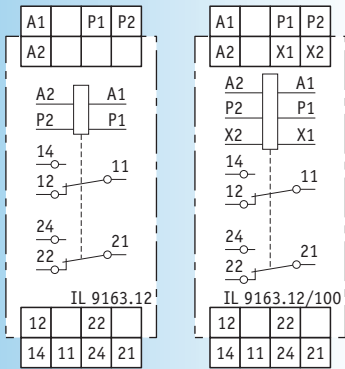 A1 P1 P2
A2
A2 A1
P2 P1
14
11
12
24
21
22
IL 9163.12
12 22
14 11 24 21
A1 P1 P2
A2 X1 X2
A2 A1
P2 P1
X2 X1
14
11
12
24
21
22
IL 9163.12/100
12 22
14 11 24 21